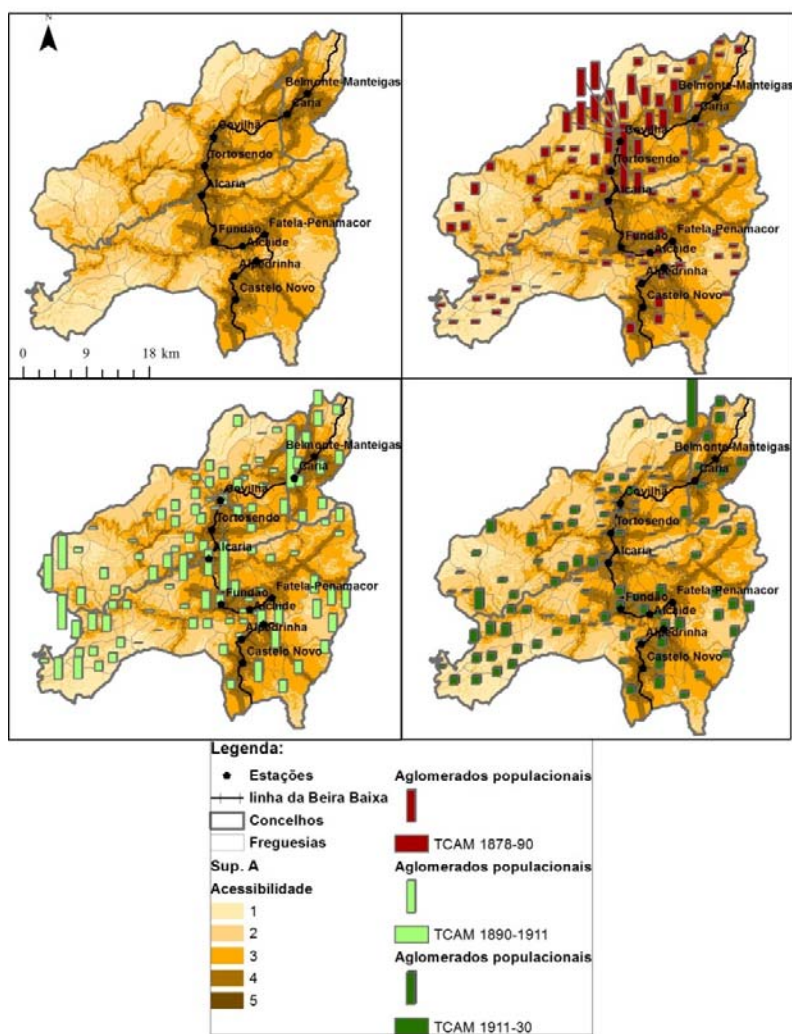 N
Belmonte-Manteigas
Caria
Covilhã
Tortosendo
Alcaria
Fundão
Fatela-Penamacor
Alcaide
Alpedrinha
Castelo Novo
0 9 18 km
Belmonte-Manteigas
Caria
Covilha
Tortosendo
Alcaria
Fundão
Fatela-Penamacor
Alcaide
Alpedrinha
Castelo Novo
Belmonte-Manteigas
Caria
Covilhã
Tortosendo
Alcaria
Fundão
Fatela-Penamacor
Alcaide
Alpedrinha
Castelo Novo
Belmonte-Manteigas
Caria
Covilha
Tortosendo
Alcaria
Fundão
Fatela-Penamacor
Alcaide
Alpedrinha
Castelo Novo
Legenda:
Estações
linha da Beira Baixa
Concelhos
Freguesias
Sup. A
Acessibilidade
1
2
3
4
5
Aglomerados populacionais
TCAM 1878-90
Aglomerados populacionais
TCAM 1890-1911
Aglomerados populacionais
TCAM 1911-30